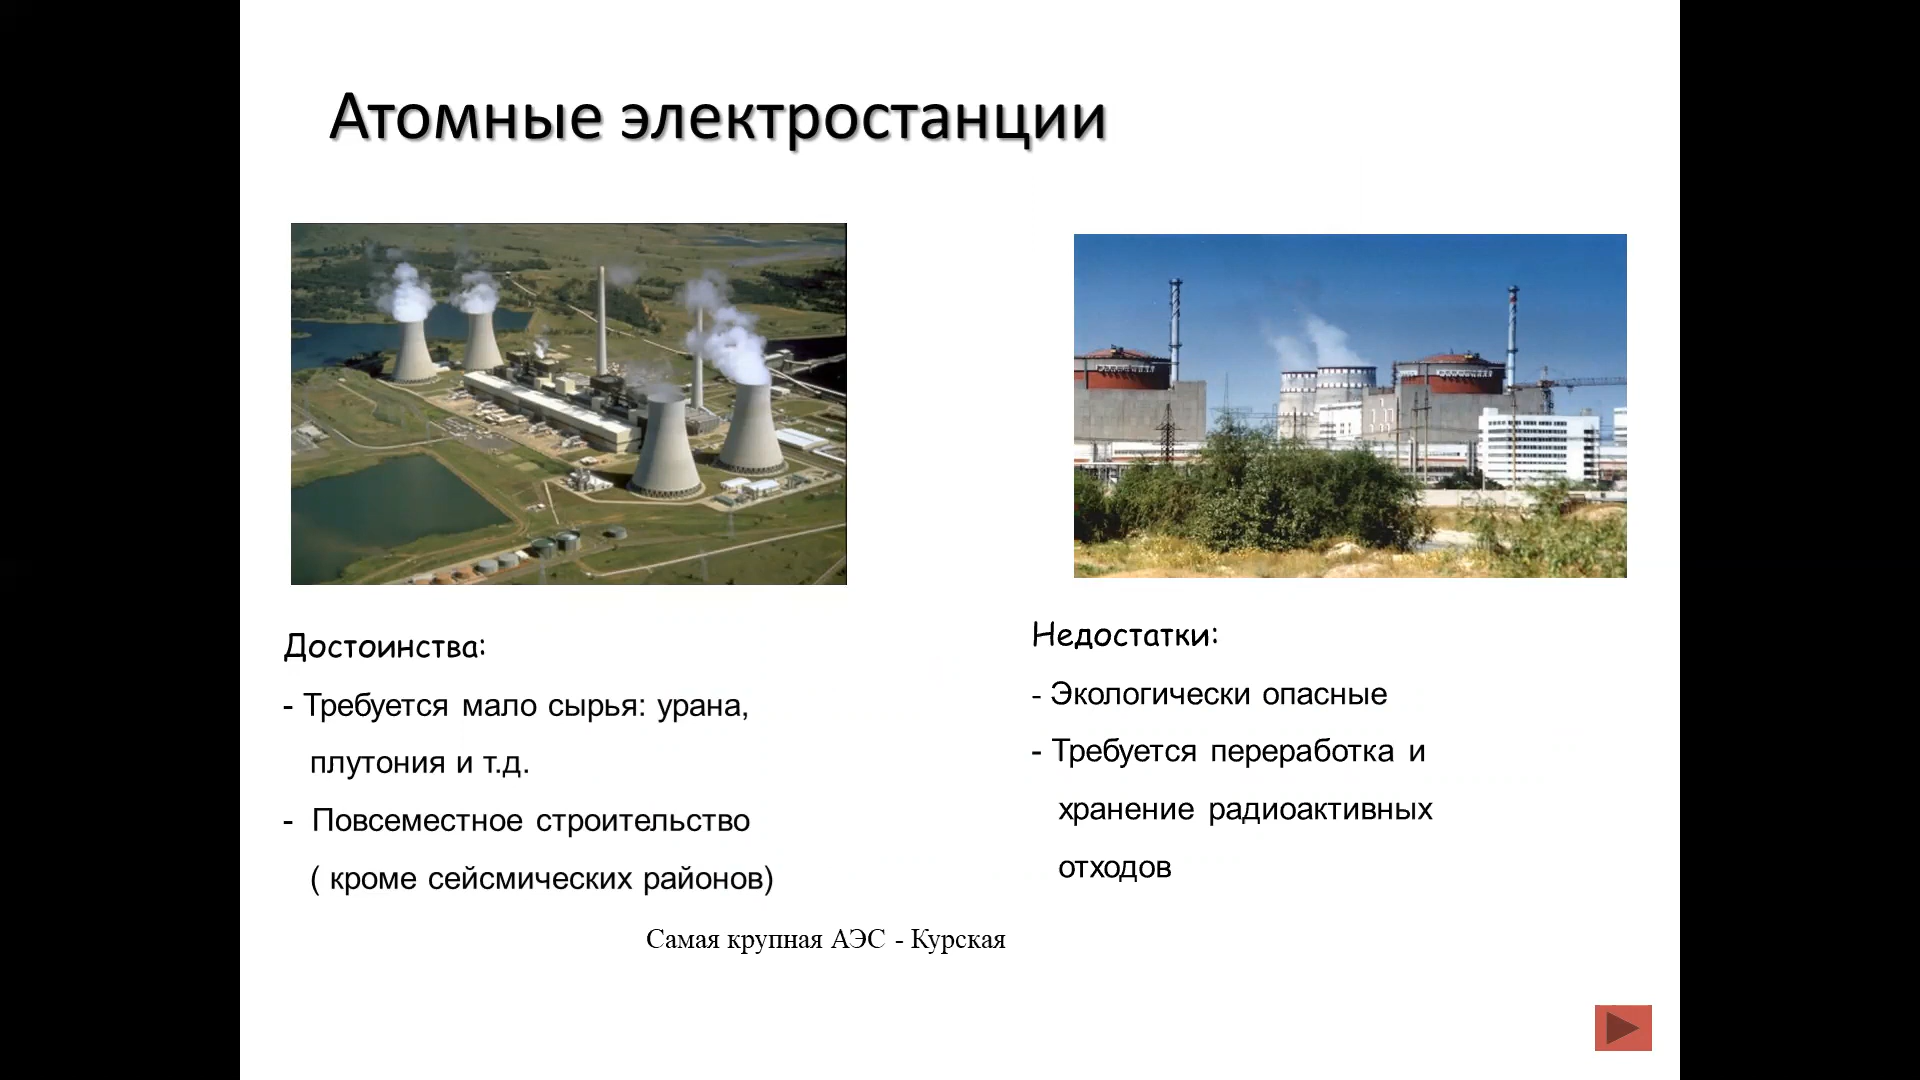 Атомные электростанции
Достоинства:
- Требуется мало сырья: урана,
плутония и т.д.
- Повсеместное строительство
( кроме сейсмических районов)
Недостатки:
- Экологически опасные
- Требуется переработка и
хранение радиоактивных
отходов
Самая крупная АЭС - Курская